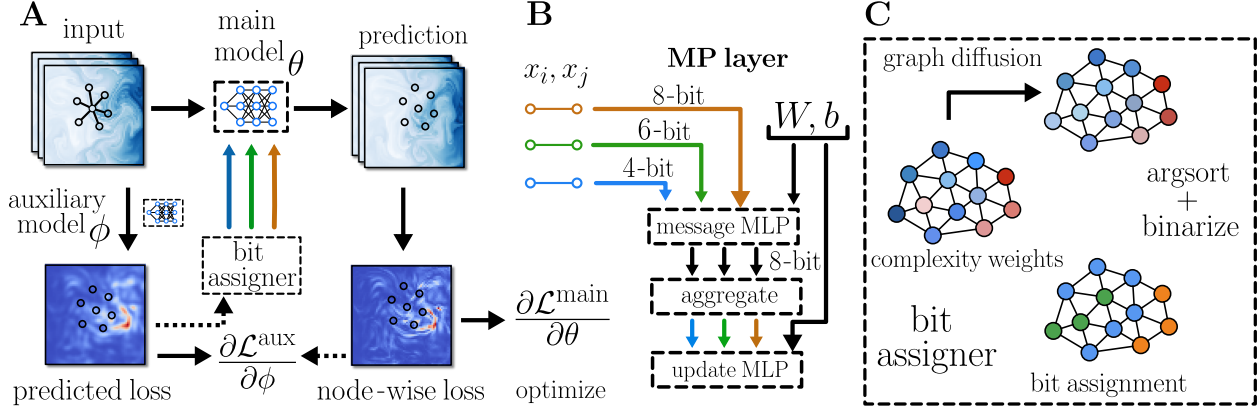 A
input
main
model θ
prediction
auxiliary
model ϕ
bit
assigner
predicted loss
∂ℒ^aux
∂ϕ
node-wise loss
∂ℒ^main
∂θ
optimize
B
MP layer
x_i, x_j
8-bit
6-bit
4-bit
W, b
message MLP
8-bit
aggregate
update MLP
C
graph diffusion
complexity weights
argsort
+
binarize
bit
assigner
bit assignment